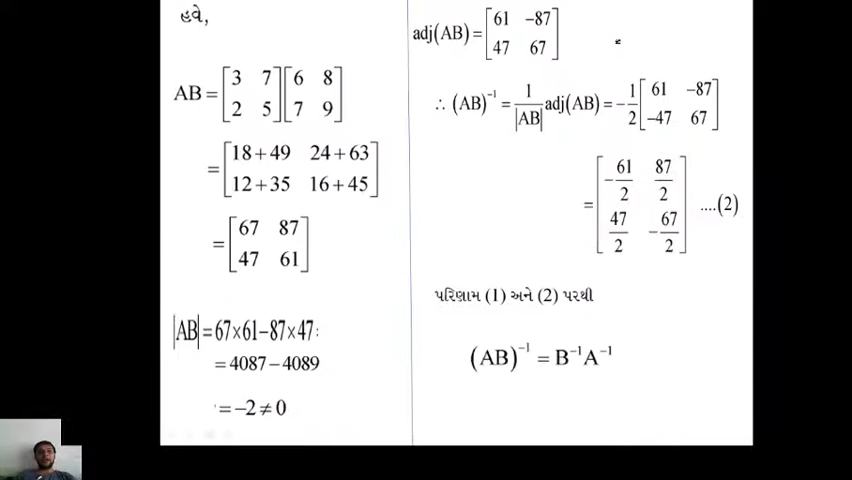 હવે,
AB = [3 7; 2 5] [6 8; 7 9]
= [18+49 24+63; 12+35 16+45]
= [67 87; 47 61]
|AB| = 67×61−87×47
= 4087−4089
= −2 ≠ 0
adj(AB) = [61 −87; 47 67]
∴ (AB)⁻¹ = 1/|AB| adj(AB) = −1/2 [61 −87; −47 67]
= [−61/2 87/2; 47/2 −67/2] ....(2)
પરિણામ (1) અને (2) પરથી
(AB)⁻¹ = B⁻¹A⁻¹